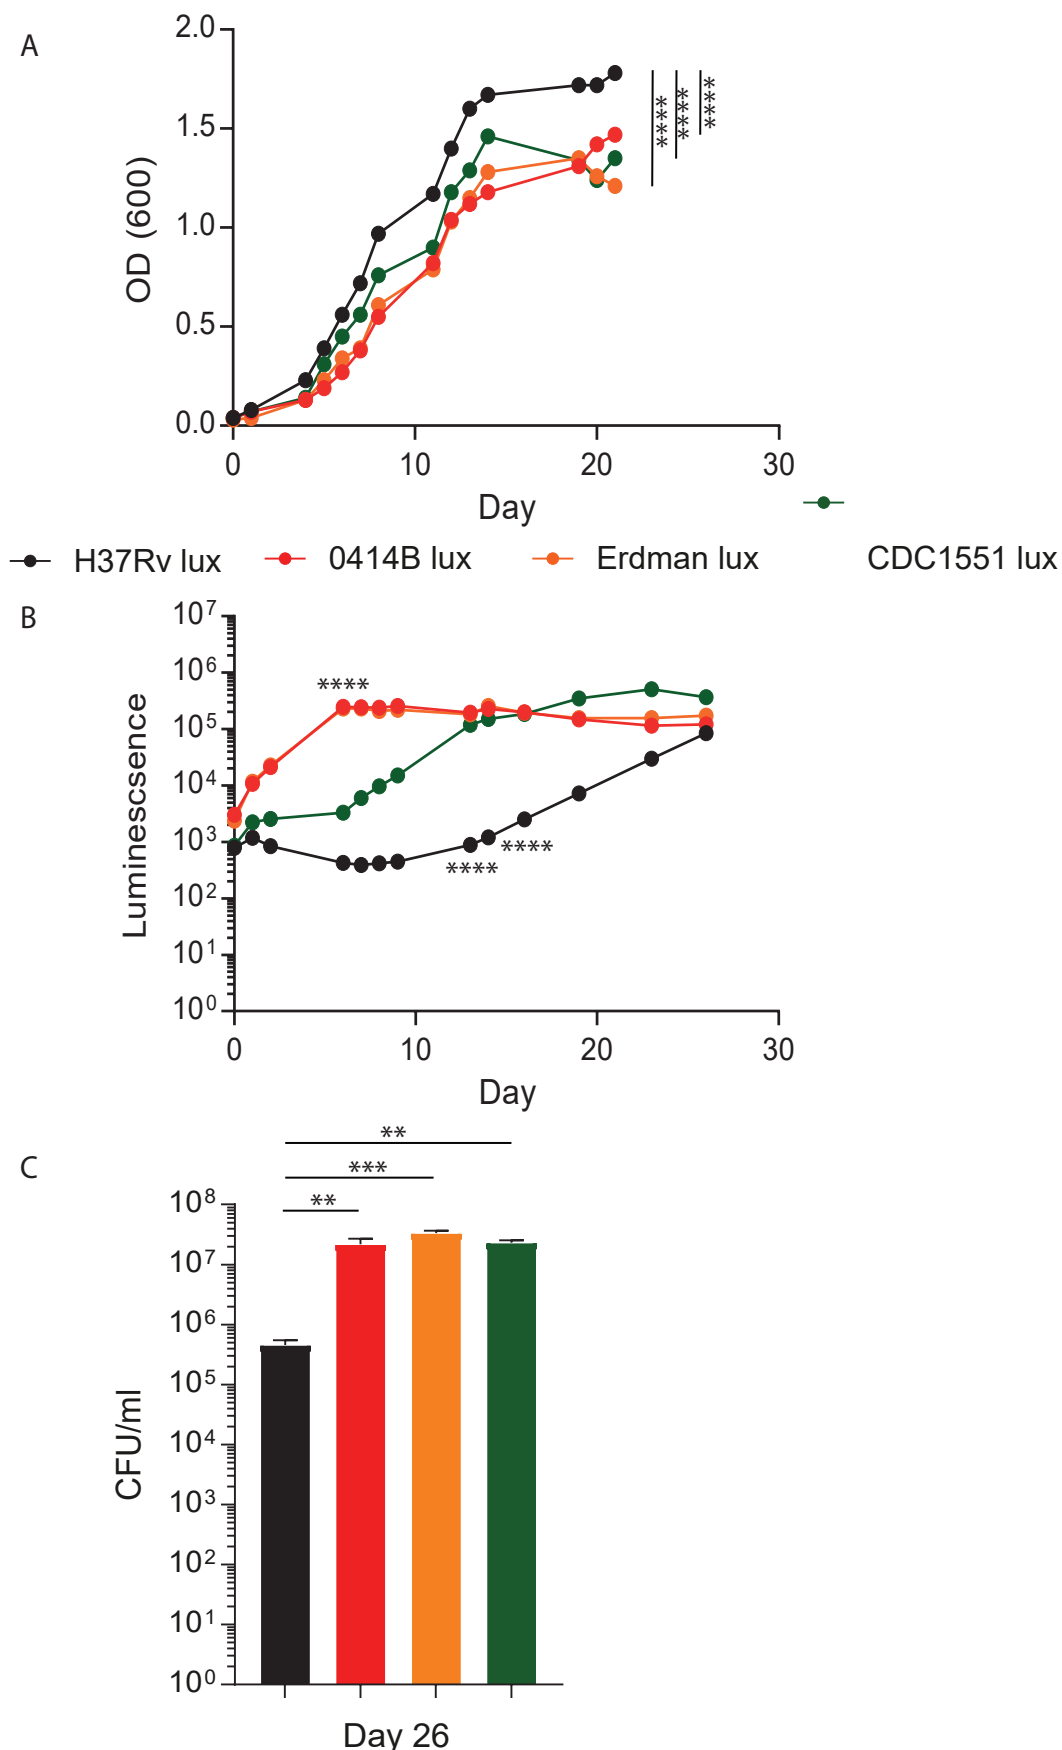 A
2.0
1.5
1.0
0.5
0.0
OD (600)
0 10 20 30
Day
**** **** ****
H37Rv lux 0414B lux Erdman lux CDC1551 lux
B
10⁷
10⁶
10⁵
10⁴
10³
10²
10¹
10⁰
Luminescsence
****
****
****
0 10 20 30
Day
C
**
***
**
10⁸
10⁷
10⁶
10⁵
10⁴
10³
10²
10¹
10⁰
CFU/ml
Day 26